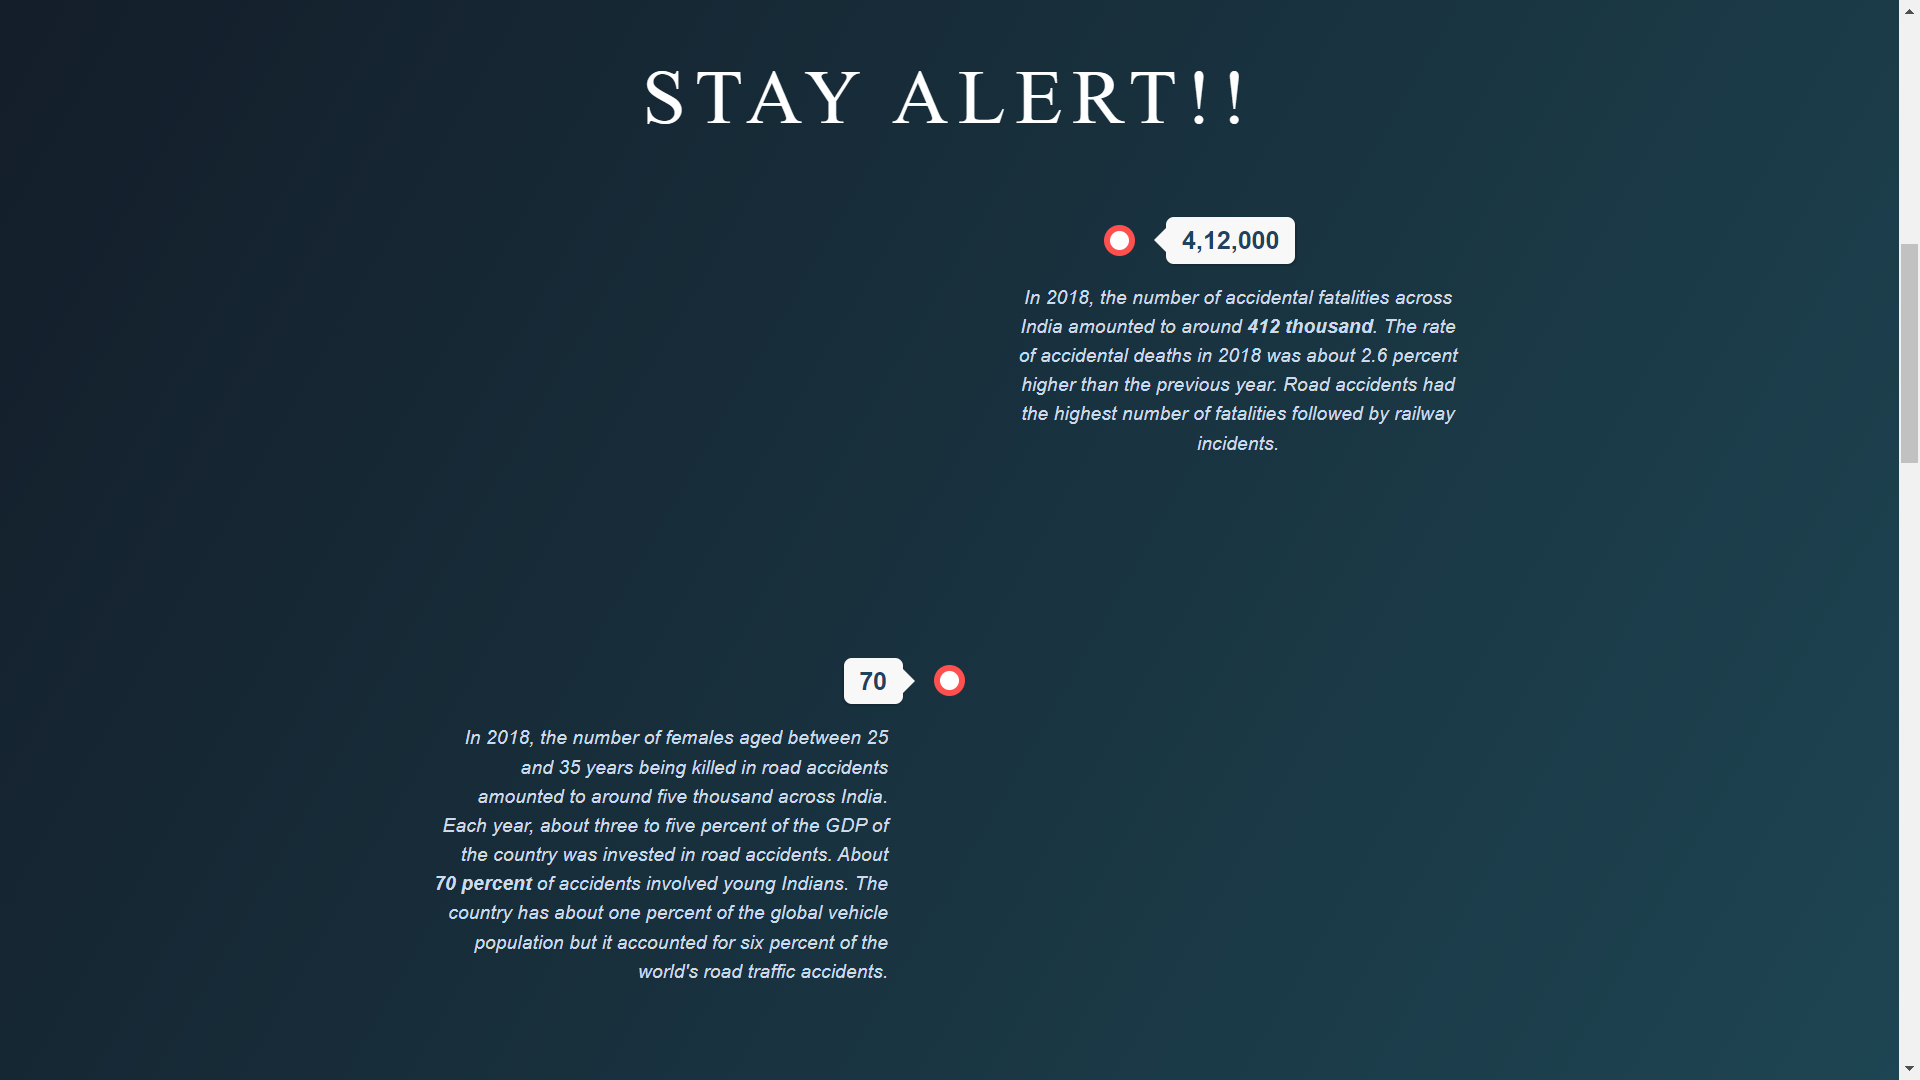 STAY ALERT!!
4,12,000
In 2018, the number of accidental fatalities across
India amounted to around 412 thousand. The rate
of accidental deaths in 2018 was about 2.6 percent
higher than the previous year. Road accidents had
the highest number of fatalities followed by railway
incidents.
70
In 2018, the number of females aged between 25
and 35 years being killed in road accidents
amounted to around five thousand across India.
Each year, about three to five percent of the GDP of
the country was invested in road accidents. About
70 percent of accidents involved young Indians. The
country has about one percent of the global vehicle
population but it accounted for six percent of the
world's road traffic accidents.